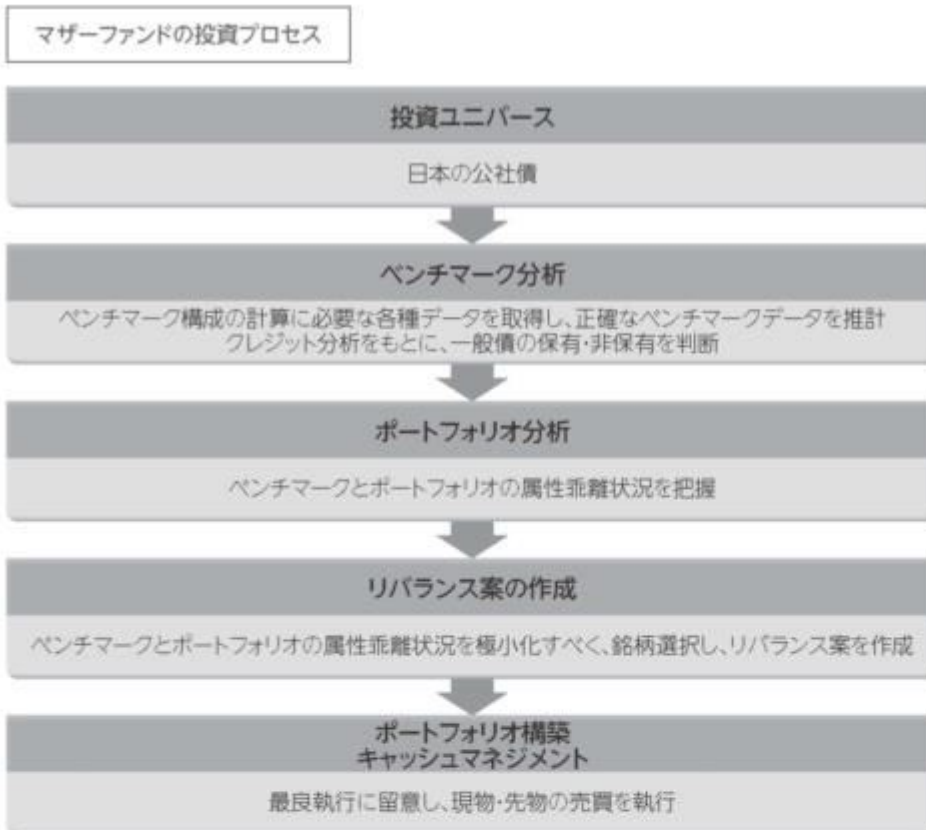 マザーファンドの投資プロセス
投資ユニバース
日本の公社債
ベンチマーク分析
ベンチマーク構成の計算に必要な各種データを取得し、正確なベンチマークデータを推計
クレジット分析をもとに、一般債の保有・非保有を判断
ポートフォリオ分析
ベンチマークとポートフォリオの属性乖離状況を把握
リバランス案の作成
ベンチマークとポートフォリオの属性乖離状況を極小化すべく、銘柄選択し、リバランス案を作成
ポートフォリオ構築
キャッシュマネジメント
最良執行に留意し、現物・先物の売買を執行